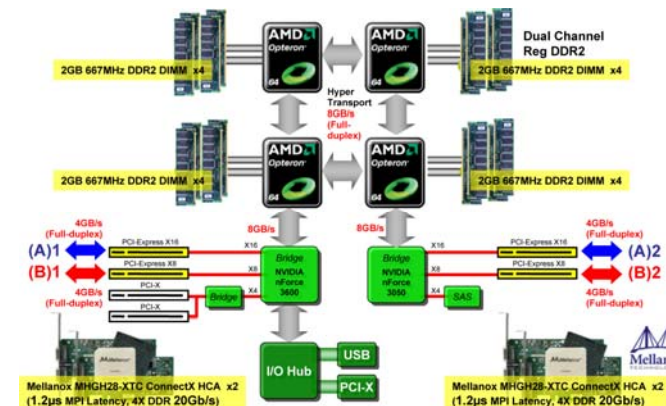 AMD
Opteron
64
AMD
Opteron
64
Dual Channel
Reg DDR2
2GB 667MHz DDR2 DIMM x4
2GB 667MHz DDR2 DIMM x4
Hyper
Transport
8GB/s
(Full-
duplex)
AMD
Opteron
64
AMD
Opteron
64
2GB 667MHz DDR2 DIMM x4
2GB 667MHz DDR2 DIMM x4
4GB/s
(Full-duplex)
8GB/s
8GB/s
4GB/s
(Full-duplex)
(A)1
PCI-Express X16
X16
Bridge
NVIDIA
nForce
3600
Bridge
NVIDIA
nForce
3050
X16
PCI-Express X16
(A)2
(B)1
PCI-Express X8
X8
X8
PCI-Express X8
(B)2
4GB/s
(Full-duplex)
PCI-X
PCI-X
Bridge
X4
X4
SAS
4GB/s
(Full-duplex)
Mellanox
I/O Hub
USB
PCI-X
Mellanox
Mellan
TECHNOLOG
Mellanox MHGH28-XTC ConnectX HCA x2
(1.2µs MPI Latency, 4X DDR 20Gb/s)
Mellanox MHGH28-XTC ConnectX HCA x2
(1.2µs MPI Latency, 4X DDR 20Gb/s)